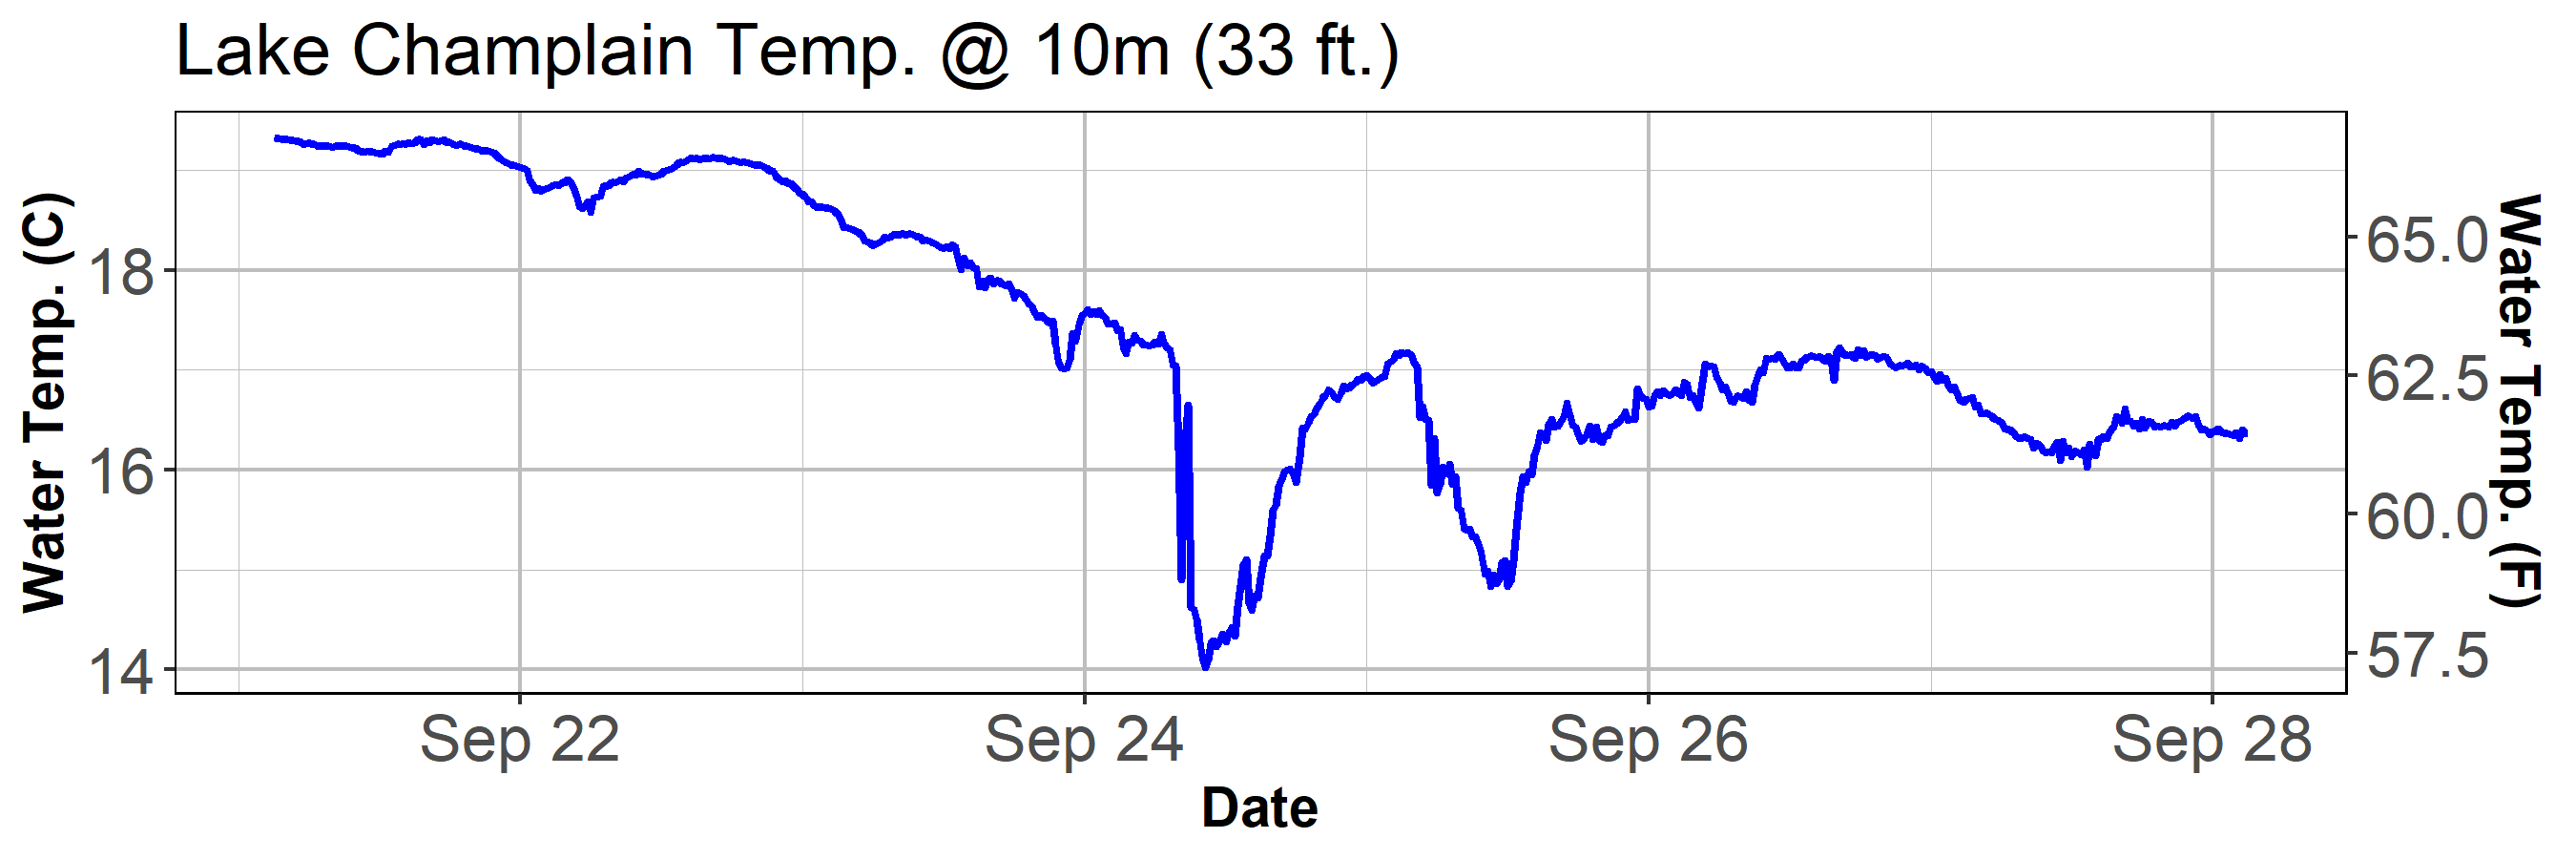 Lake Champlain Temp. @ 10m (33 ft.)
Water Temp. (C)
18
16
14
65.0
62.5
60.0
57.5
Water Temp. (F)
Sep 22
Sep 24
Sep 26
Sep 28
Date